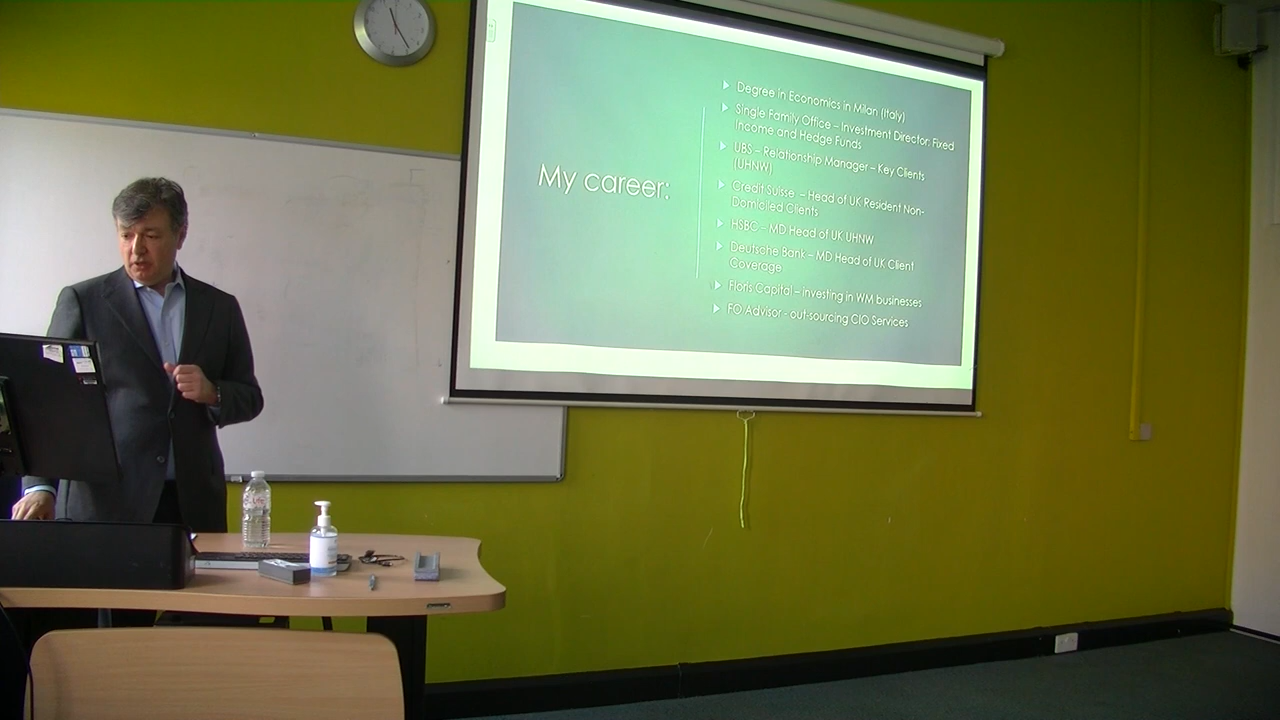 My career:
Degree in Economics in Milan (Italy)
Single Family Office – Investment Director: Fixed
Income and Hedge Funds
UBS – Relationship Manager – Key Clients
(UHNW)
Credit Suisse – Head of UK Resident Non-
Domiciled Clients
HSBC – MD Head of UK UHNW
Deutsche Bank – MD Head of UK Client
Coverage
Floris Capital – investing in WM businesses
FO Advisor - out-sourcing CIO Services